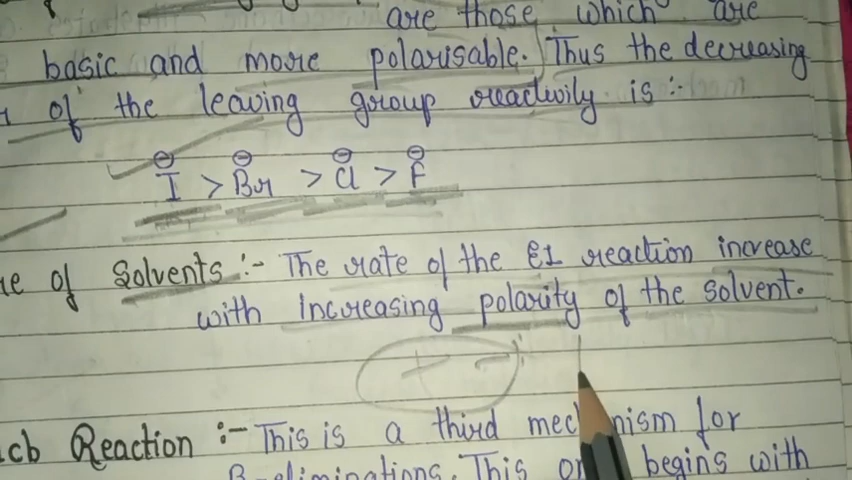 are those which are
basic and more polarisable. Thus the decreasing
of the leaving group reactivity is :-
I⊖ > Br⊖ > Cl⊖ > F⊖
of Solvents :- The rate of the E1 reaction increase
with increasing polarity of the solvent.
+ -
cb Reaction :- This is a third mechanism for
β-eliminations. This begins with